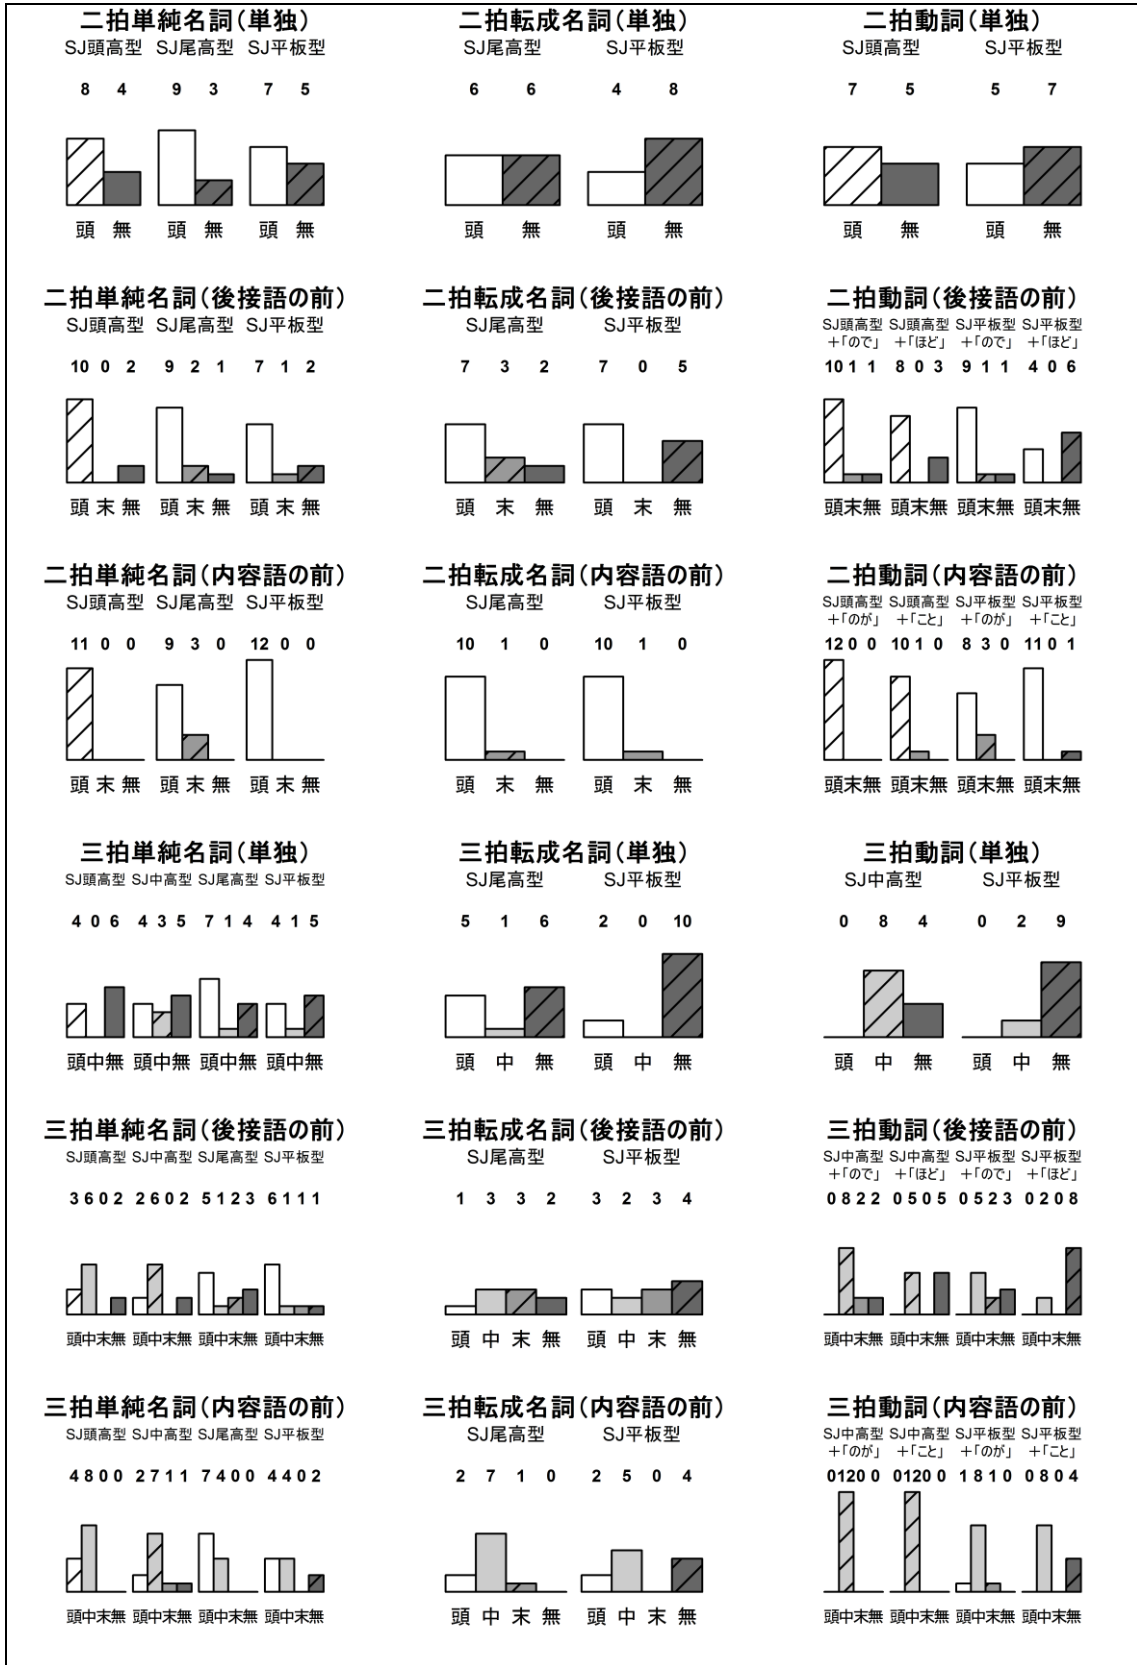 二拍単純名詞（単独）
SJ頭高型 SJ尾高型 SJ平板型
8 4 9 3 7 5
頭 無 頭 無 頭 無
二拍転成名詞（単独）
SJ尾高型 SJ平板型
6 6 4 8
頭 無 頭 無
二拍動詞（単独）
SJ頭高型 SJ平板型
7 5 5 7
頭 無 頭 無
二拍単純名詞（後接語の前）
SJ頭高型 SJ尾高型 SJ平板型
10 0 2 9 2 1 7 1 2
頭 末 無 頭 末 無 頭 末 無
二拍転成名詞（後接語の前）
SJ尾高型 SJ平板型
7 3 2 7 0 5
頭 末 無 頭 末 無
二拍動詞（後接語の前）
SJ頭高型 SJ頭高型 SJ平板型 SJ平板型
＋「ので」 ＋「ほど」 ＋「ので」 ＋「ほど」
10 1 1 8 0 3 9 1 1 4 0 6
頭末無 頭末無 頭末無 頭末無
二拍単純名詞（内容語の前）
SJ頭高型 SJ尾高型 SJ平板型
11 0 0 9 3 0 12 0 0
頭 末 無 頭 末 無 頭 末 無
二拍転成名詞（内容語の前）
SJ尾高型 SJ平板型
10 1 0 10 1 0
頭 末 無 頭 末 無
二拍動詞（内容語の前）
SJ頭高型 SJ頭高型 SJ平板型 SJ平板型
＋「のが」 ＋「こと」 ＋「のが」 ＋「こと」
12 0 0 10 1 0 8 3 0 11 0 1
頭末無 頭末無 頭末無 頭末無
三拍単純名詞（単独）
SJ頭高型 SJ中高型 SJ尾高型 SJ平板型
4 0 6 4 3 5 7 1 4 4 1 5
頭中無 頭中無 頭中無 頭中無
三拍転成名詞（単独）
SJ尾高型 SJ平板型
5 1 6 2 0 10
頭 中 無 頭 中 無
三拍動詞（単独）
SJ中高型 SJ平板型
0 8 4 0 2 9
頭 中 無 頭 中 無
三拍単純名詞（後接語の前）
SJ頭高型 SJ中高型 SJ尾高型 SJ平板型
3 6 0 2 2 6 0 2 5 1 2 3 6 1 1 1
頭中末無 頭中末無 頭中末無 頭中末無
三拍転成名詞（後接語の前）
SJ尾高型 SJ平板型
1 3 3 2 3 2 3 4
頭 中 末 無 頭 中 末 無
三拍動詞（後接語の前）
SJ中高型 SJ中高型 SJ平板型 SJ平板型
＋「ので」 ＋「ほど」 ＋「ので」 ＋「ほど」
0 8 2 2 0 5 0 5 0 5 2 3 0 2 0 8
頭中末無 頭中末無 頭中末無 頭中末無
三拍単純名詞（内容語の前）
SJ頭高型 SJ中高型 SJ尾高型 SJ平板型
4 8 0 0 2 7 1 1 7 4 0 0 4 4 0 2
頭中末無 頭中末無 頭中末無 頭中末無
三拍転成名詞（内容語の前）
SJ尾高型 SJ平板型
2 7 1 0 2 5 0 4
頭 中 末 無 頭 中 末 無
三拍動詞（内容語の前）
SJ中高型 SJ中高型 SJ平板型 SJ平板型
＋「のが」 ＋「こと」 ＋「のが」 ＋「こと」
0 12 0 0 0 12 0 0 1 8 1 0 0 8 0 4
頭中末無 頭中末無 頭中末無 頭中末無